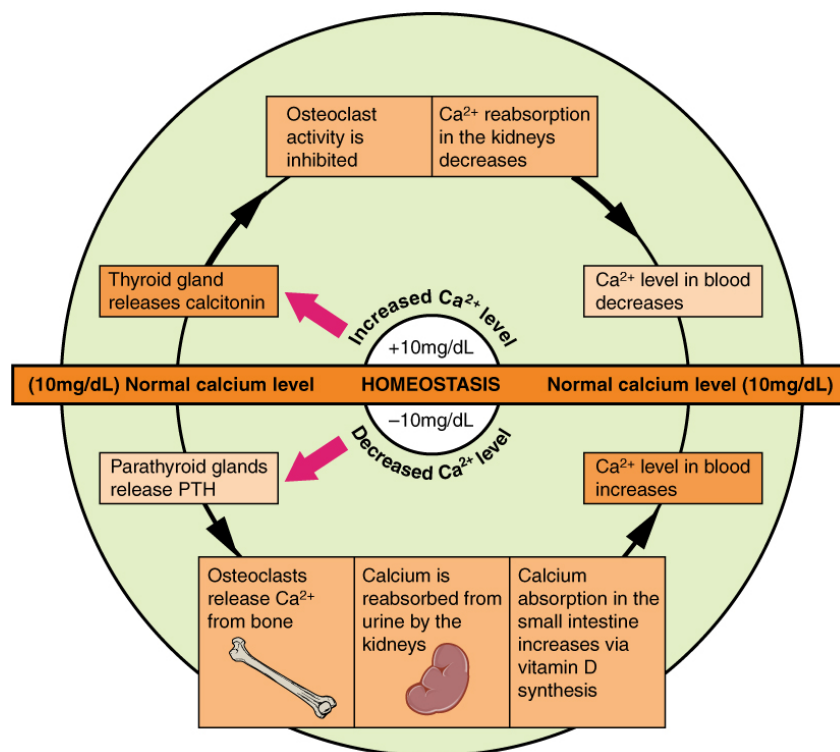 Osteoclast
activity is
inhibited
Ca²⁺ reabsorption
in the kidneys
decreases
Thyroid gland
releases calcitonin
Increased Ca²⁺ level
+10mg/dL
Ca²⁺ level in blood
decreases
(10mg/dL) Normal calcium level HOMEOSTASIS Normal calcium level (10mg/dL)
–10mg/dL
Decreased Ca²⁺ level
Parathyroid glands
release PTH
Ca²⁺ level in blood
increases
Osteoclasts
release Ca²⁺
from bone
Calcium is
reabsorbed from
urine by the
kidneys
Calcium
absorption in the
small intestine
increases via
vitamin D
synthesis